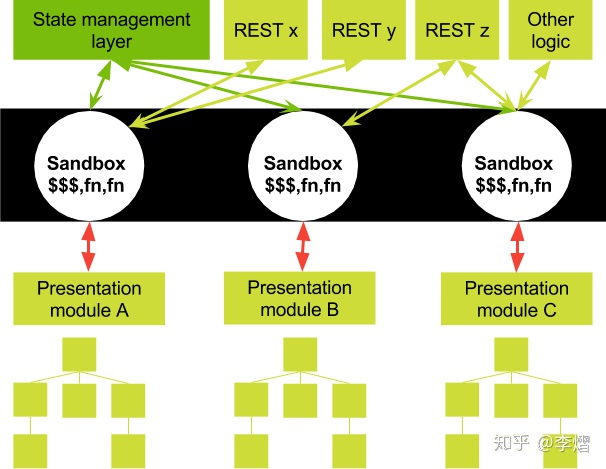 State management
layer
REST x
REST y
REST z
Other
logic
Sandbox
$$$,fn,fn
Sandbox
$$$,fn,fn
Sandbox
$$$,fn,fn
Presentation
module A
Presentation
module B
Presentation
module C
知乎 @李熠